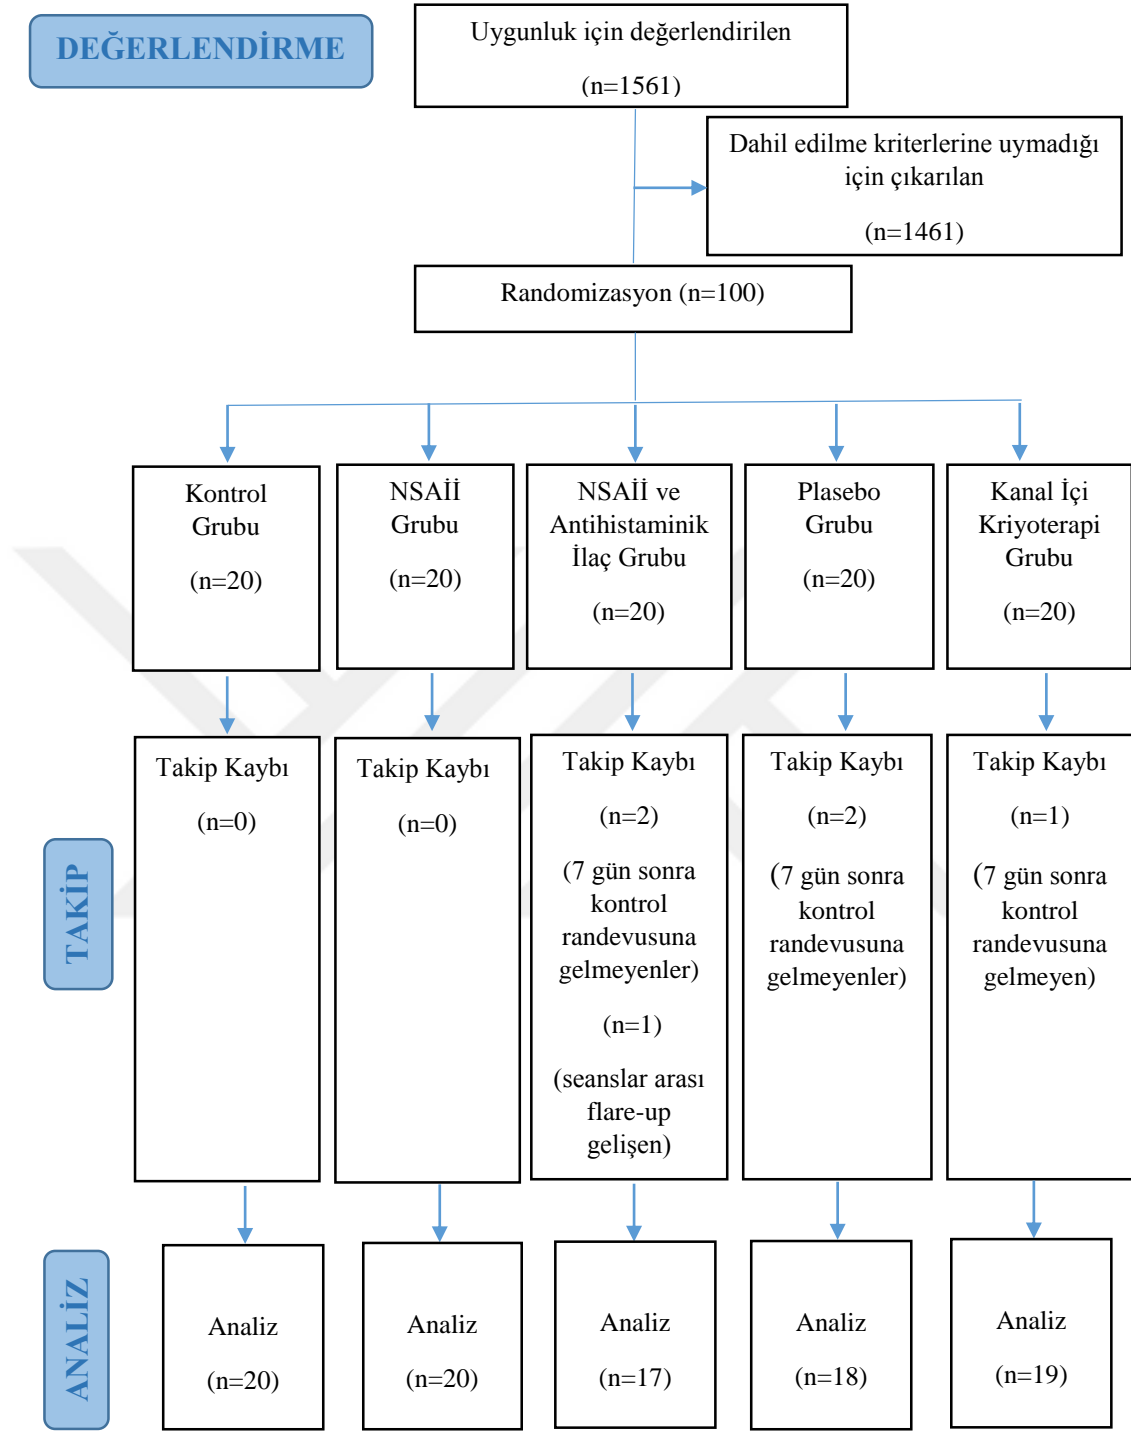 DEĞERLENDİRME
Uygunluk için değerlendirilen
(n=1561)
Dahil edilme kriterlerine uymadığı
için çıkarılan
(n=1461)
Randomizasyon (n=100)
Kontrol
Grubu
(n=20)
NSAİİ
Grubu
(n=20)
NSAİİ ve
Antihistaminik
İlaç Grubu
(n=20)
Plasebo
Grubu
(n=20)
Kanal İçi
Kriyoterapi
Grubu
(n=20)
TAKİP
Takip Kaybı
(n=0)
Takip Kaybı
(n=0)
Takip Kaybı
(n=2)
(7 gün sonra
kontrol
randevusuna
gelmeyenler)
(n=1)
(seanslar arası
flare-up
gelişen)
Takip Kaybı
(n=2)
(7 gün sonra
kontrol
randevusuna
gelmeyenler)
Takip Kaybı
(n=1)
(7 gün sonra
kontrol
randevusuna
gelmeyen)
ANALİZ
Analiz
(n=20)
Analiz
(n=20)
Analiz
(n=17)
Analiz
(n=18)
Analiz
(n=19)